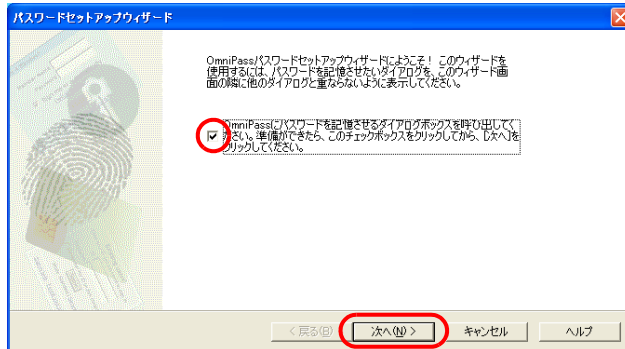 パスワードセットアップウィザード
OmniPassパスワードセットアップウィザードにようこそ! このウィザードを
使用するには、パスワードを記憶させたいダイアログを、このウィザード画
面の隣に他のダイアログと重ならないように表示してください。
OmniPassにパスワードを記憶させるダイアログボックスを呼び出してく
ださい。準備ができたら、このチェックボックスをクリックしてから、[次へ]を
クリックしてください。
< 戻る(B) 次へ(N) > キャンセル ヘルプ